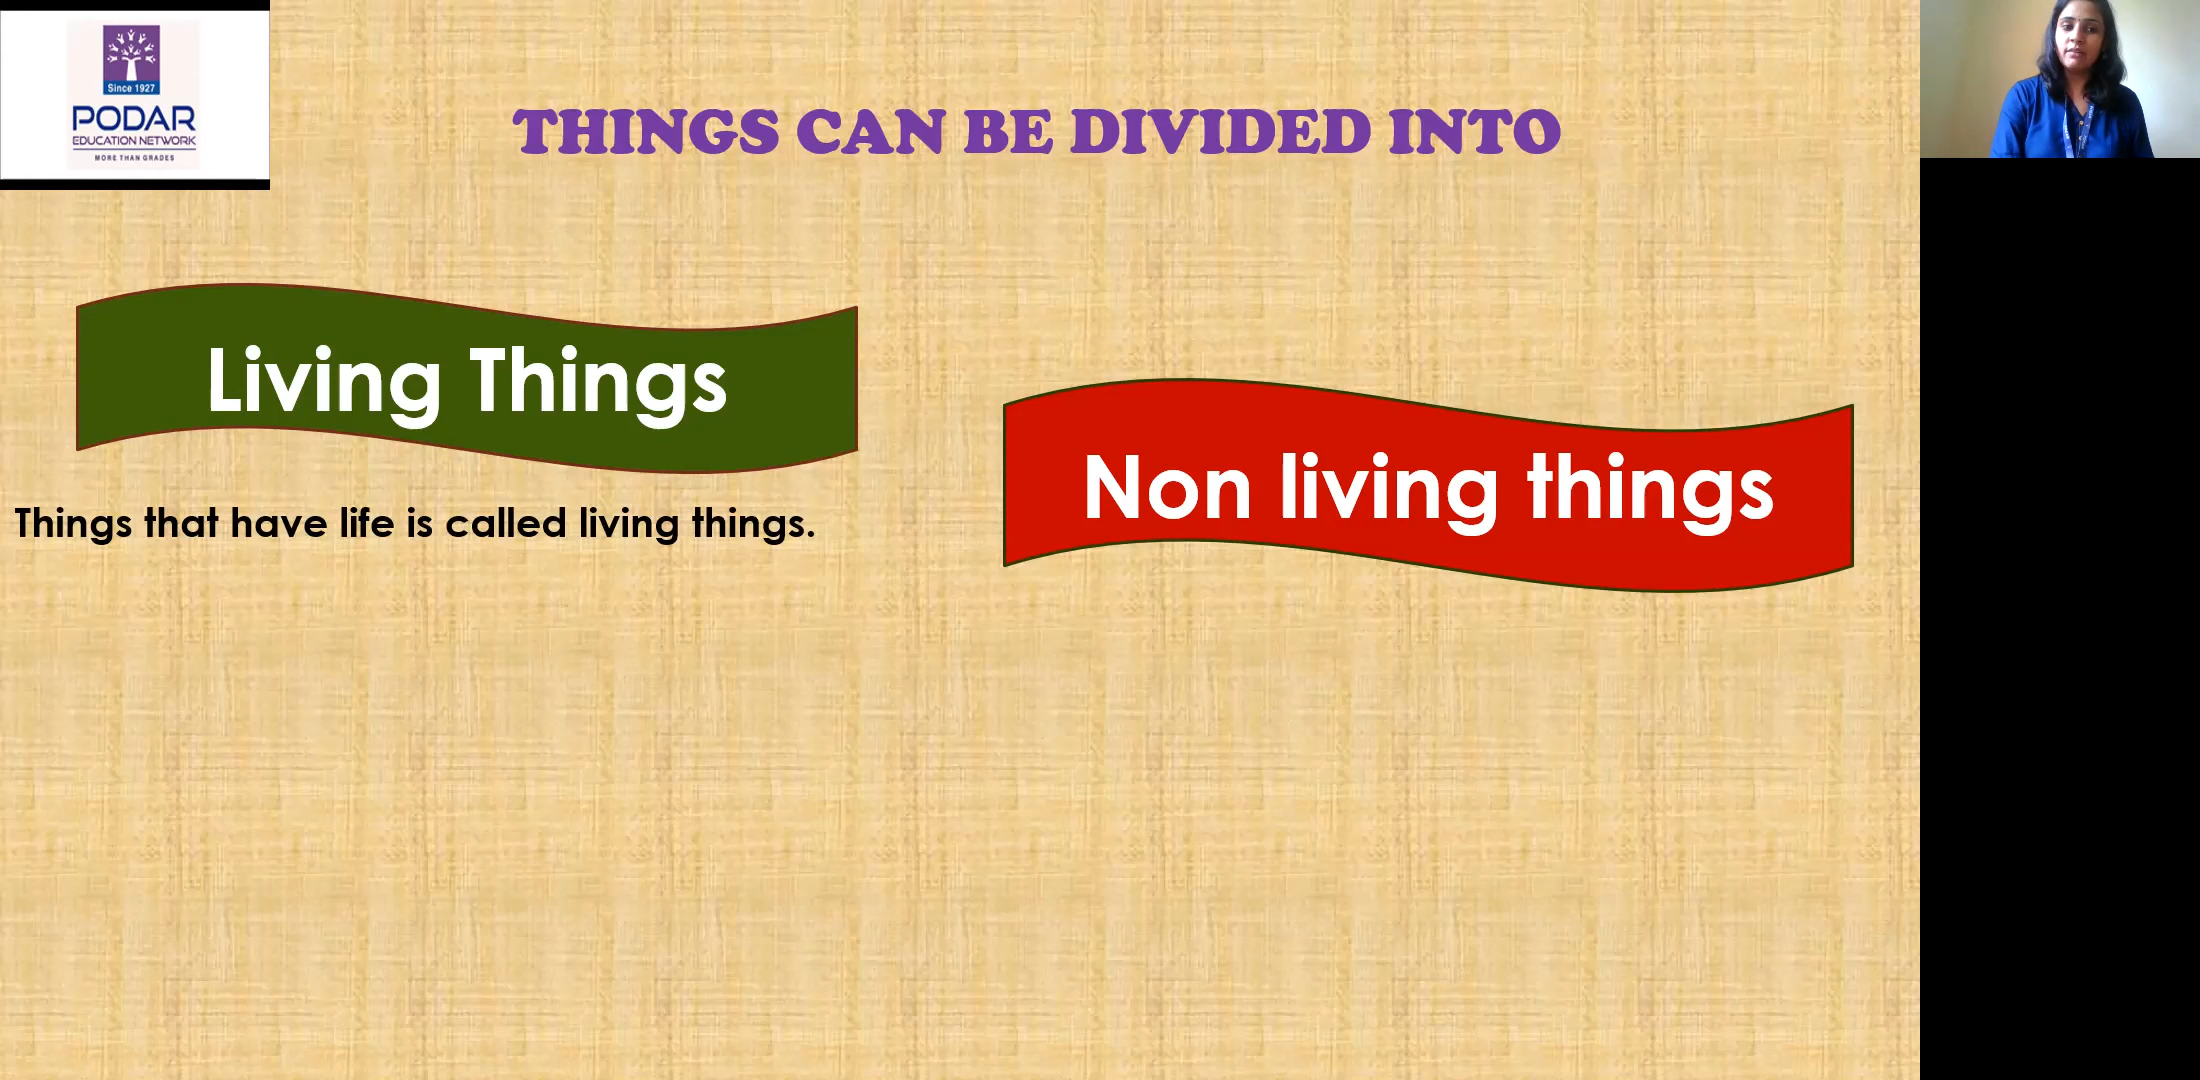 Since 1927
PODAR
EDUCATION NETWORK
MORE THAN GRADES
THINGS CAN BE DIVIDED INTO
Living Things
Things that have life is called living things.
Non living things